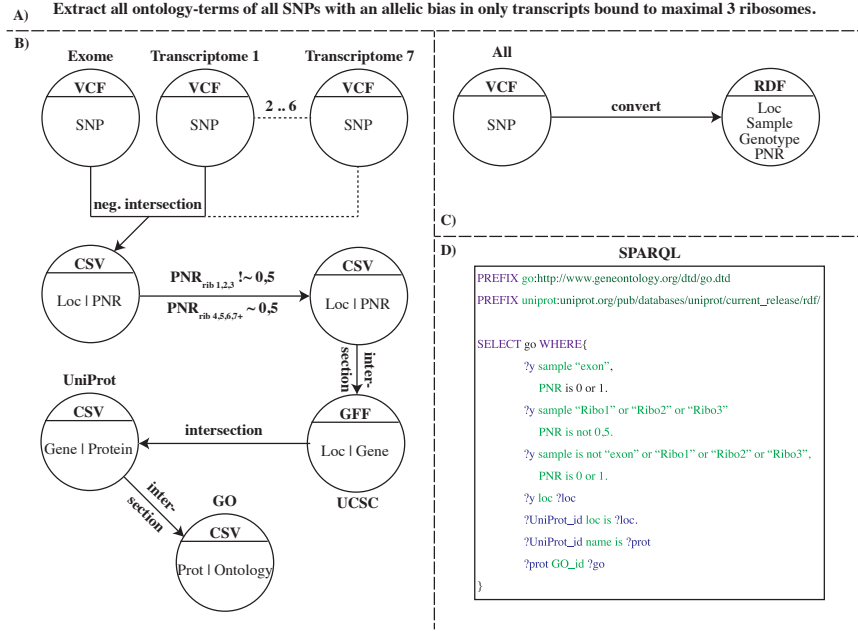 A) Extract all ontology-terms of all SNPs with an allelic bias in only transcripts bound to maximal 3 ribosomes.
B)
Exome Transcriptome 1 Transcriptome 7
VCF VCF VCF
2 .. 6
SNP SNP SNP
neg. intersection
CSV CSV
PNR rib 1,2,3 !~ 0,5
Loc | PNR Loc | PNR
PNR rib 4,5,6,7+ ~ 0,5
inter-
section
UniProt
CSV GFF
intersection
Gene | Protein Loc | Gene
UCSC
inter-
section
GO
CSV
Prot | Ontology
All
VCF RDF
convert
SNP
Loc
Sample
Genotype
PNR
C)
D)
SPARQL
PREFIX go:http://www.geneontology.org/dtd/go.dtd
PREFIX uniprot:uniprot.org/pub/databases/uniprot/current_release/rdf/
SELECT go WHERE{
?y sample “exon”,
PNR is 0 or 1.
?y sample “Ribo1” or “Ribo2” or “Ribo3”
PNR is not 0,5.
?y sample is not “exon” or “Ribo1” or “Ribo2” or “Ribo3”,
PNR is 0 or 1.
?y loc ?loc
?UniProt_id loc is ?loc.
?UniProt_id name is ?prot
?prot GO_id ?go
}